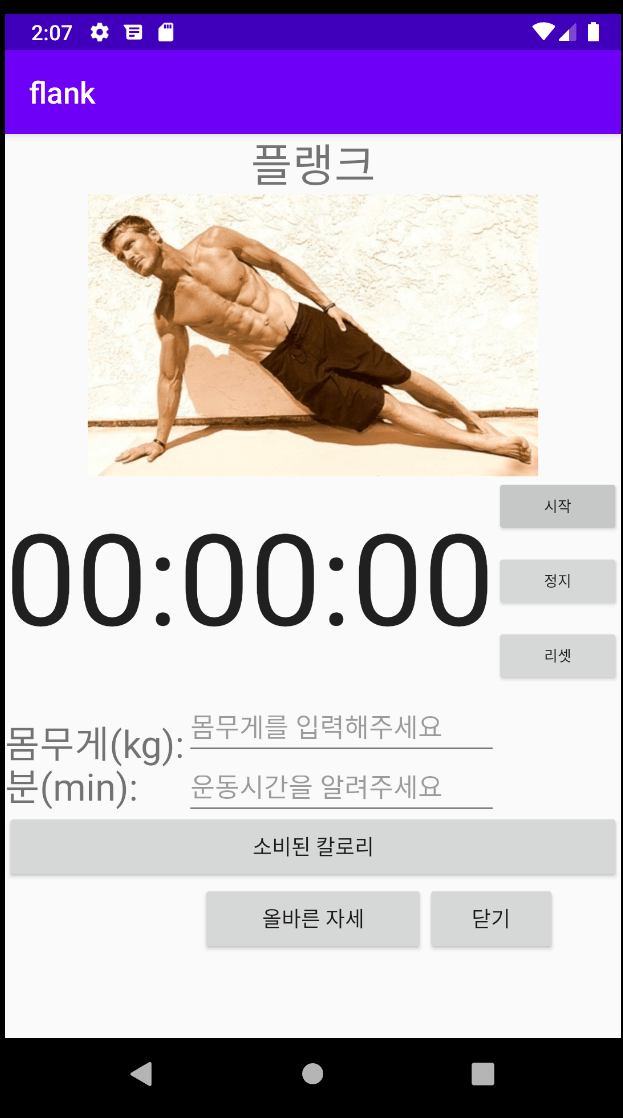 2:07
flank
플랭크
시작
00:00:00
정지
리셋
몸무게(kg): 몸무게를 입력해주세요
분(min): 운동시간을 알려주세요
소비된 칼로리
올바른 자세 닫기